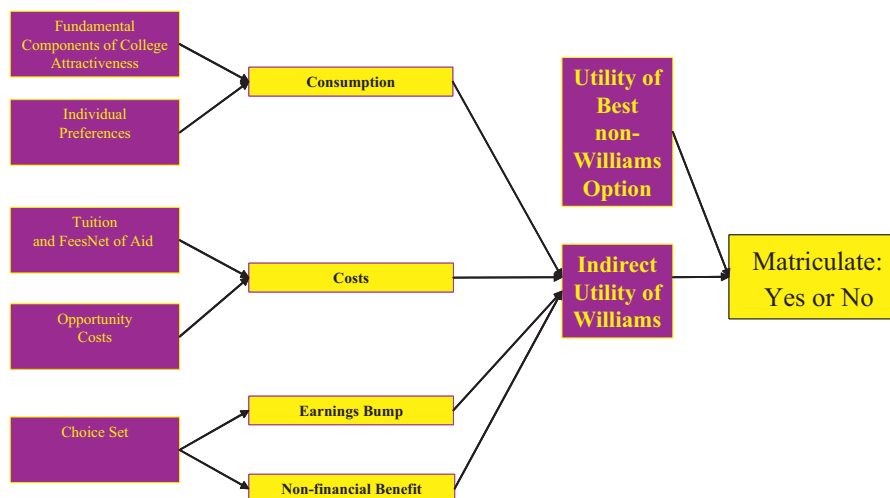 Fundamental
Components of College
Attractiveness
Individual
Preferences
Consumption
Utility of
Best
non-
Williams
Option
Tuition
and FeesNet of Aid
Opportunity
Costs
Costs
Indirect
Utility of
Williams
Matriculate:
Yes or No
Choice Set
Earnings Bump
Non-financial Benefit